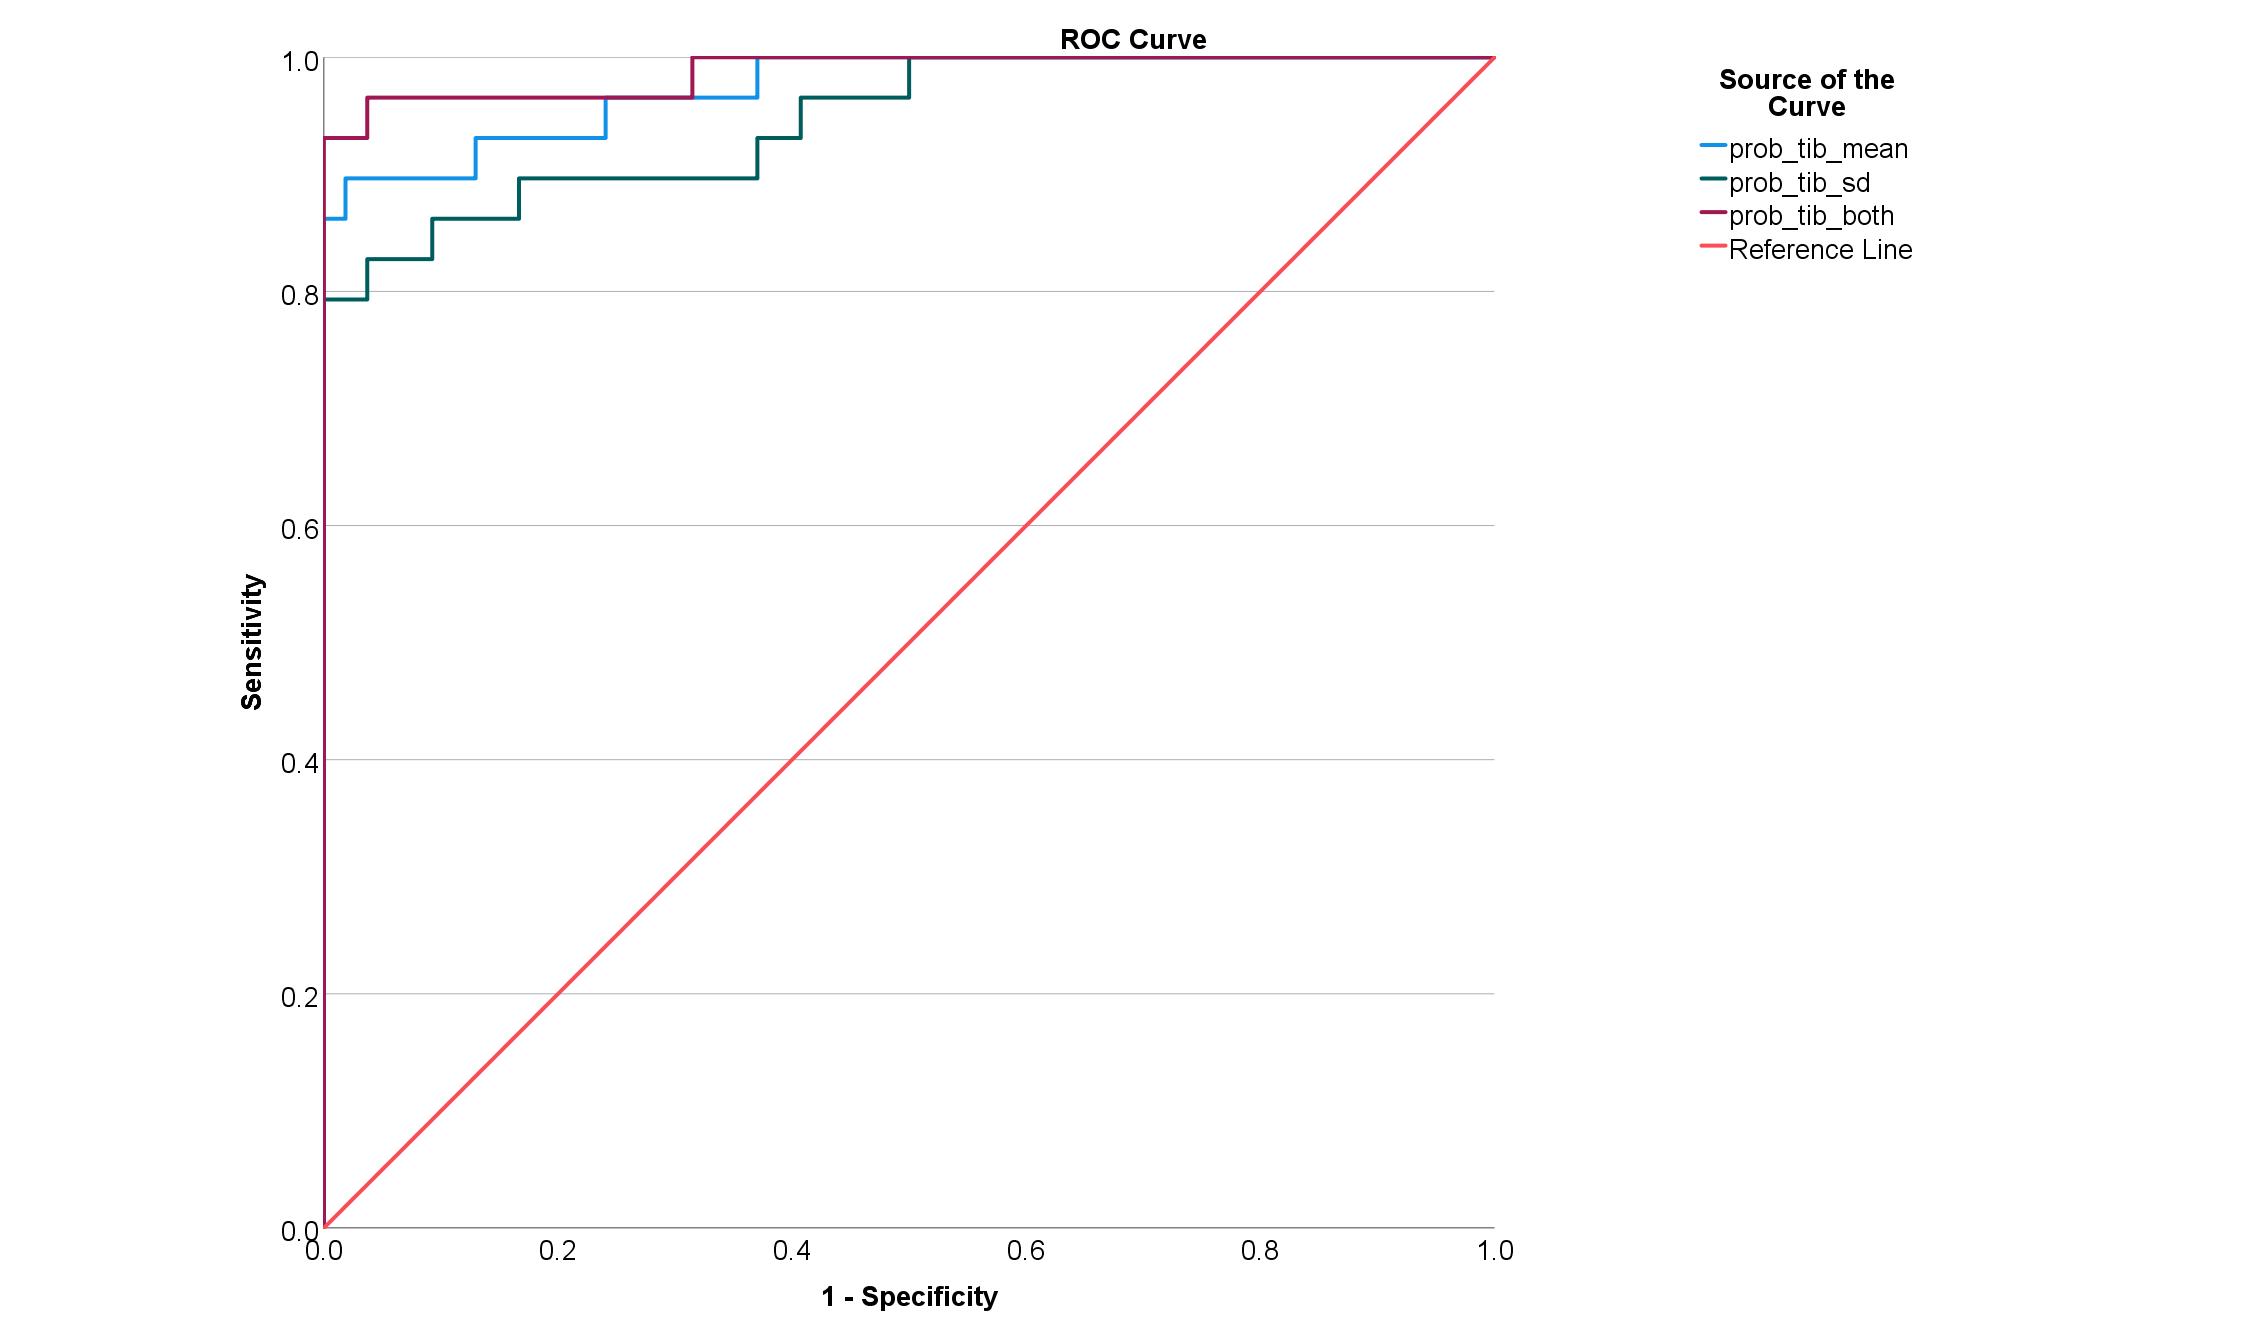 ROC Curve
Source of the
Curve
prob_tib_mean
prob_tib_sd
prob_tib_both
Reference Line
1.0
0.8
0.6
0.4
0.2
0.0
Sensitivity
0.0 0.2 0.4 0.6 0.8 1.0
1 - Specificity